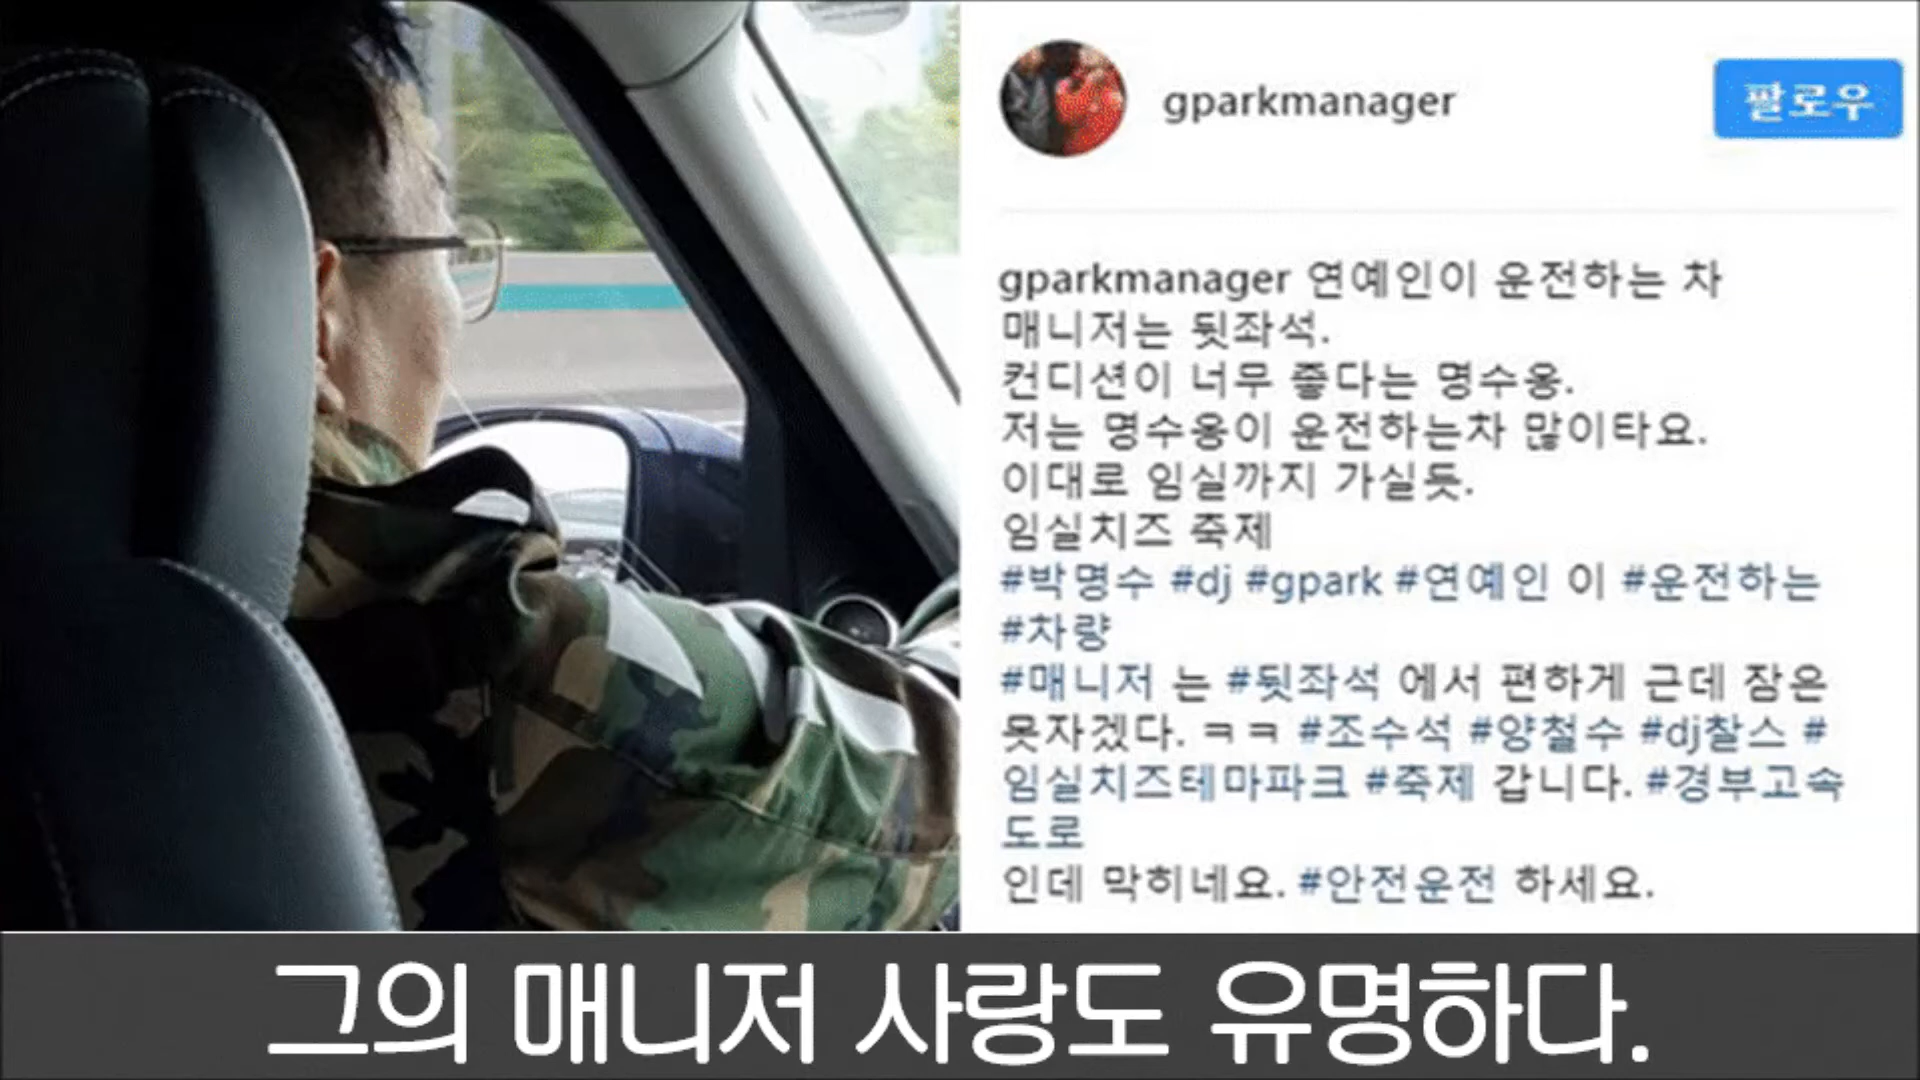 gparkmanager
팔로우
gparkmanager 연예인이 운전하는 차
매니저는 뒷좌석.
컨디션이 너무 좋다는 명수옹.
저는 명수옹이 운전하는차 많이타요.
이대로 임실까지 가실듯.
임실치즈 축제
#박명수 #dj #gpark #연예인 이 #운전하는
#차량
#매니저 는 #뒷좌석 에서 편하게 근데 잠은
못자겠다. ㅋㅋ #조수석 #양철수 #dj찰스 #
임실치즈테마파크 #축제 갑니다. #경부고속
도로
인데 막히네요. #안전운전 하세요.
그의 매니저 사랑도 유명하다.